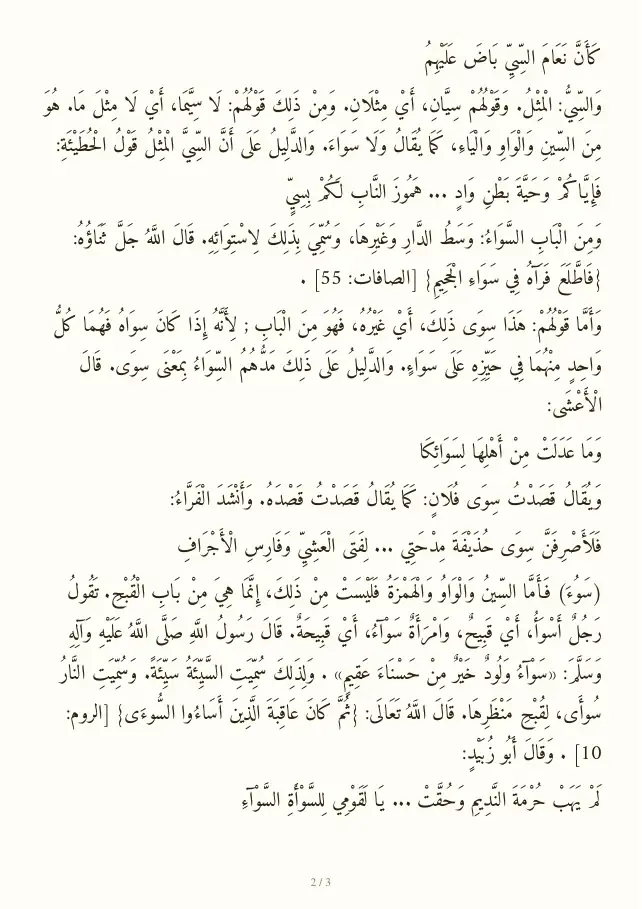 كَأَنَّ نَعَامَ السِّيِّ بَاضَ عَلَيْهِمُ
وَالسِّيُّ: الْمِثْلُ. وَقَوْلُهُمْ سِيَّانِ، أَيْ مِثْلَانِ. وَمِنْ ذَلِكَ قَوْلُهُمْ: لَا سِيَّمَا، أَيْ لَا مِثْلَ مَا. هُوَ
مِنَ السِّينِ وَالْوَاوِ وَالْيَاءِ، كَمَا يُقَالُ وَلَا سَوَاءَ. وَالدَّلِيلُ عَلَى أَنَّ السِّيَّ الْمِثْلُ قَوْلُ الْحُطَيْئَةِ:
فَإِيَّاكُمْ وَحَيَّةَ بَطْنِ وَادٍ ... هَمُوزَ النَّابِ لَكُمْ بِسِيِّ
وَمِنَ الْبَابِ السَّوَاءُ: وَسَطُ الدَّارِ وَغَيْرِهَا، وَسُمِّيَ بِذَلِكَ لِاسْتِوَائِهِ. قَالَ اللَّهُ جَلَّ ثَنَاؤُهُ:
{فَاطَّلَعَ فَرَآهُ فِي سَوَاءِ الْجَحِيمِ} [الصافات: 55] .
وَأَمَّا قَوْلُهُمْ: هَذَا سِوَى ذَلِكَ، أَيْ غَيْرُهُ، فَهُوَ مِنَ الْبَابِ ; لِأَنَّهُ إِذَا كَانَ سِوَاهُ فَهُمَا كُلُّ
وَاحِدٍ مِنْهُمَا فِي حَيِّزِهِ عَلَى سَوَاءٍ. وَالدَّلِيلُ عَلَى ذَلِكَ مَدُّهُمُ السِّوَاءُ بِمَعْنَى سِوَى. قَالَ
الْأَعْشَى:
وَمَا عَدَلَتْ مِنْ أَهْلِهَا لِسَوَائِكَا
وَيُقَالُ قَصَدْتُ سِوَى فُلَانٍ: كَمَا يُقَالُ قَصَدْتُ قَصْدَهُ. وَأَنْشَدَ الْفَرَّاءُ:
فَلَأَصْرِفَنَّ سِوَى حُذَيْفَةَ مِدْحَتِي ... لِفَتَى الْعَشِيِّ وَفَارِسِ الْأَجْرَافِ
(سَوُءَ) فَأَمَّا السِّينُ وَالْوَاوُ وَالْهَمْزَةُ فَلَيْسَتْ مِنْ ذَلِكَ، إِنَّمَا هِيَ مِنْ بَابِ الْقُبْحِ. تَقُولُ
رَجُلٌ أَسْوَأُ، أَيْ قَبِيحٌ، وَامْرَأَةٌ سَوْآءُ، أَيْ قَبِيحَةٌ. قَالَ رَسُولُ اللَّهِ صَلَّى اللَّهُ عَلَيْهِ وَآلِهِ
وَسَلَّمَ: «سَوْآءُ وَلُودٌ خَيْرٌ مِنْ حَسْنَاءَ عَقِيمٍ» . وَلِذَلِكَ سُمِّيَتِ السَّيِّئَةُ سَيِّئَةً. وَسُمِّيَتِ النَّارُ
سُوأَى، لِقُبْحِ مَنْظَرِهَا. قَالَ اللَّهُ تَعَالَى: {ثُمَّ كَانَ عَاقِبَةَ الَّذِينَ أَسَاءُوا السُّوءَى} [الروم:
10] . وَقَالَ أَبُو زُبَيْدٍ:
لَمْ يَهَبْ حُرْمَةَ النَّدِيمِ وَحُقَّتْ ... يَا لَقَوْمِي لِلسَّوْأَةِ السَّوْآءِ
2 / 3